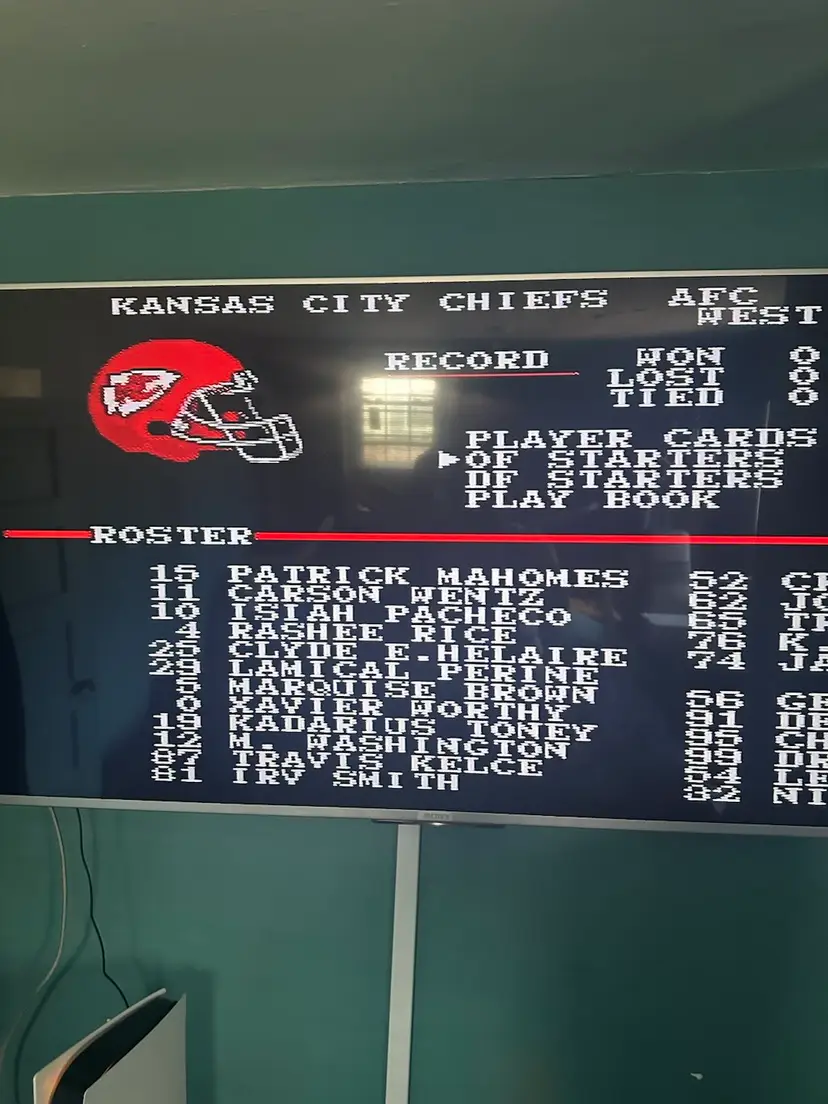 KANSAS CITY CHIEFS AFC
WEST
RECORD WON 0
LOST 0
TIED 0
PLAYER CARDS
OF STARTERS
DF STARTERS
PLAY BOOK
ROSTER
15 PATRICK MAHOMES 52
11 CARSON WENTZ 62
10 ISIAH PACHECO 65
4 RASHEE RICE 76 K.
25 CLYDE E-HELAIRE 74
29 LAMICAL PERINE
5 MARQUISE BROWN 56
0 XAVIER WORTHY 91
19 KADARIUS TONEY 95
12 M. WASHINGTON 99
87 TRAVIS KELCE 54
81 IRV SMITH 32
SONY